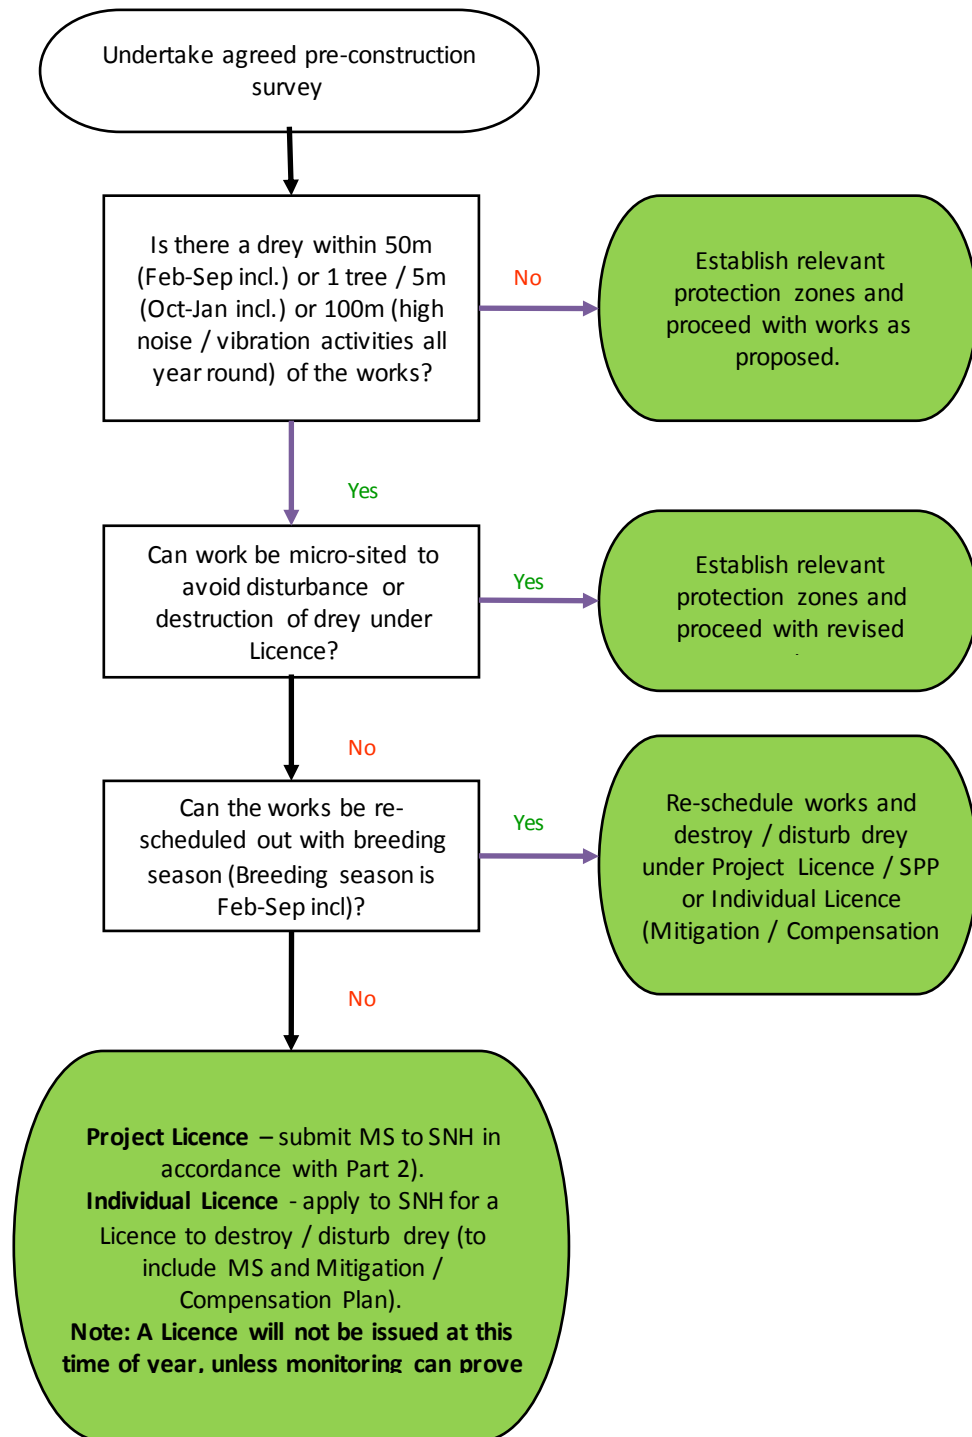 Undertake agreed pre-construction
survey
Is there a drey within 50m
(Feb-Sep incl.) or 1 tree / 5m
(Oct-Jan incl.) or 100m (high
noise / vibration activities all
year round) of the works?
No
Establish relevant
protection zones and
proceed with works as
proposed.
Yes
Can work be micro-sited to
avoid disturbance or
destruction of drey under
Licence?
Yes
Establish relevant
protection zones and
proceed with revised
No
Can the works be re-
scheduled out with breeding
season (Breeding season is
Feb-Sep incl)?
Yes
Re-schedule works and
destroy / disturb drey
under Project Licence / SPP
or Individual Licence
(Mitigation / Compensation
No
Project Licence – submit MS to SNH in
accordance with Part 2).
Individual Licence - apply to SNH for a
Licence to destroy / disturb drey (to
include MS and Mitigation /
Compensation Plan).
Note: A Licence will not be issued at this
time of year, unless monitoring can prove